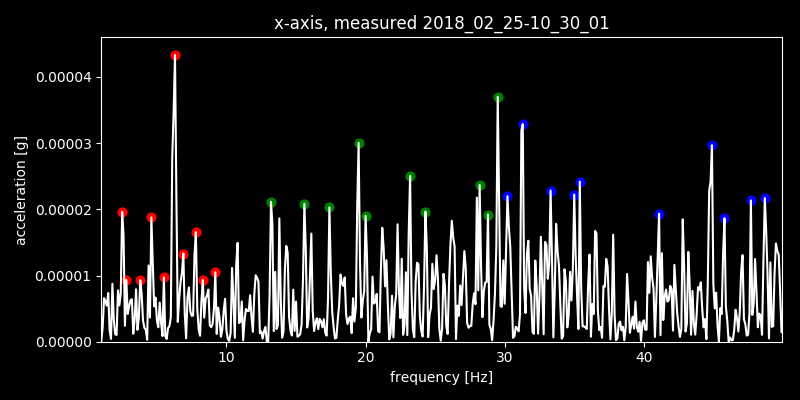 x-axis, measured 2018_02_25-10_30_01
0.00004
0.00003
0.00002
0.00001
0.00000
acceleration [g]
10 20 30 40
frequency [Hz]